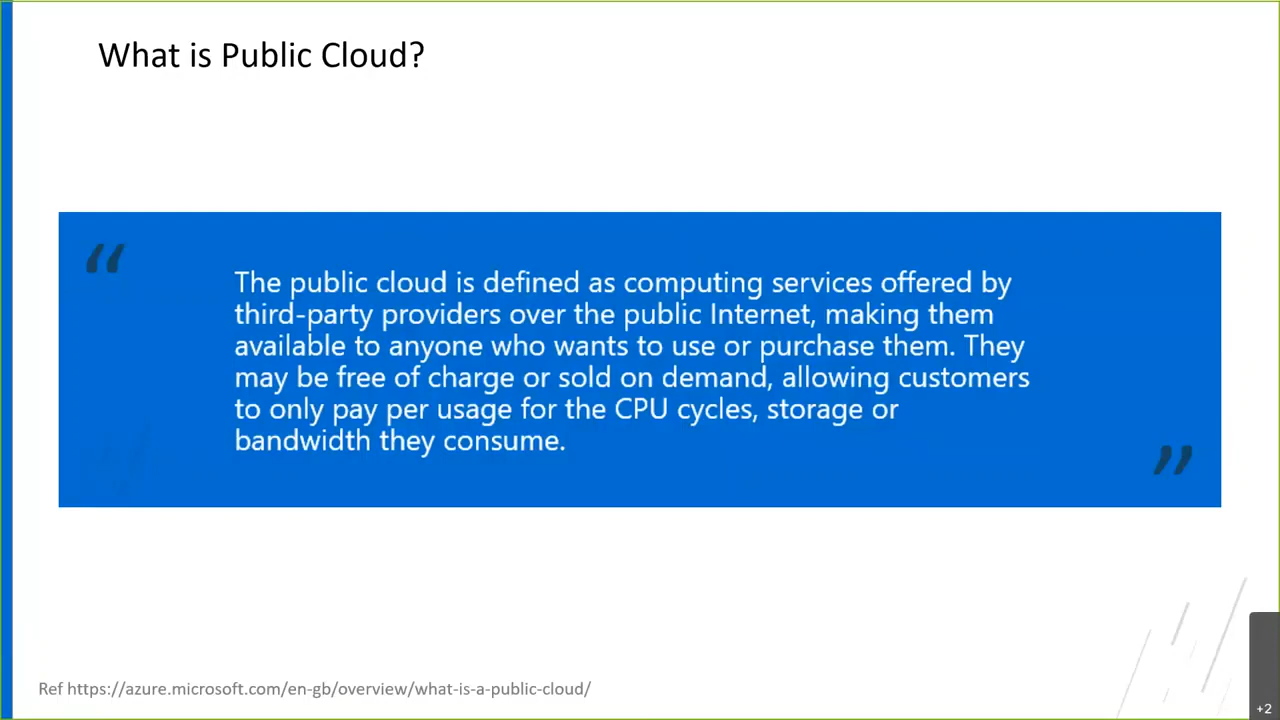 What is Public Cloud?
“
The public cloud is defined as computing services offered by
third-party providers over the public Internet, making them
available to anyone who wants to use or purchase them. They
may be free of charge or sold on demand, allowing customers
to only pay per usage for the CPU cycles, storage or
bandwidth they consume.
”
Ref https://azure.microsoft.com/en-gb/overview/what-is-a-public-cloud/
+2